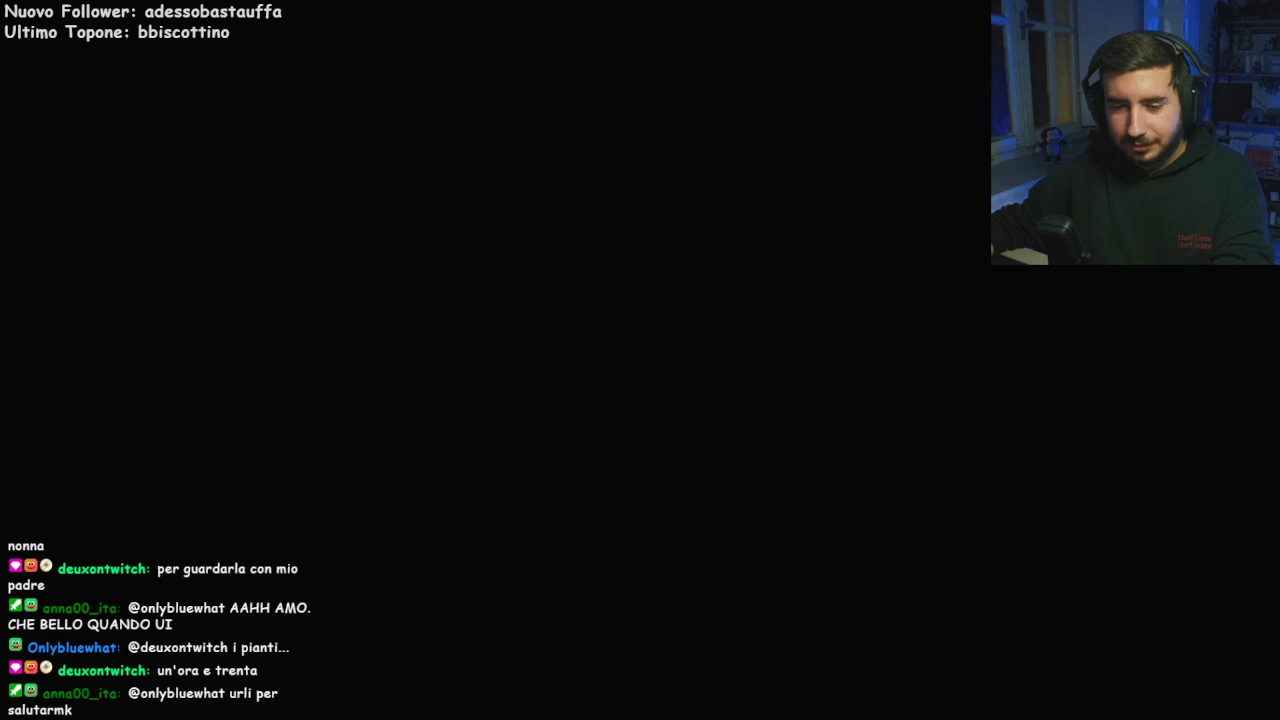 Nuovo Follower: adessobastauffa
Ultimo Topone: bbiscottino
nonna
deuxontwitch: per guardarla con mio
padre
anna00_ita: @onlybluewhat AAHH AMO.
CHE BELLO QUANDO UI
Onlybluewhat: @deuxontwitch i pianti...
deuxontwitch: un'ora e trenta
anna00_ita: @onlybluewhat urli per
salutarmk